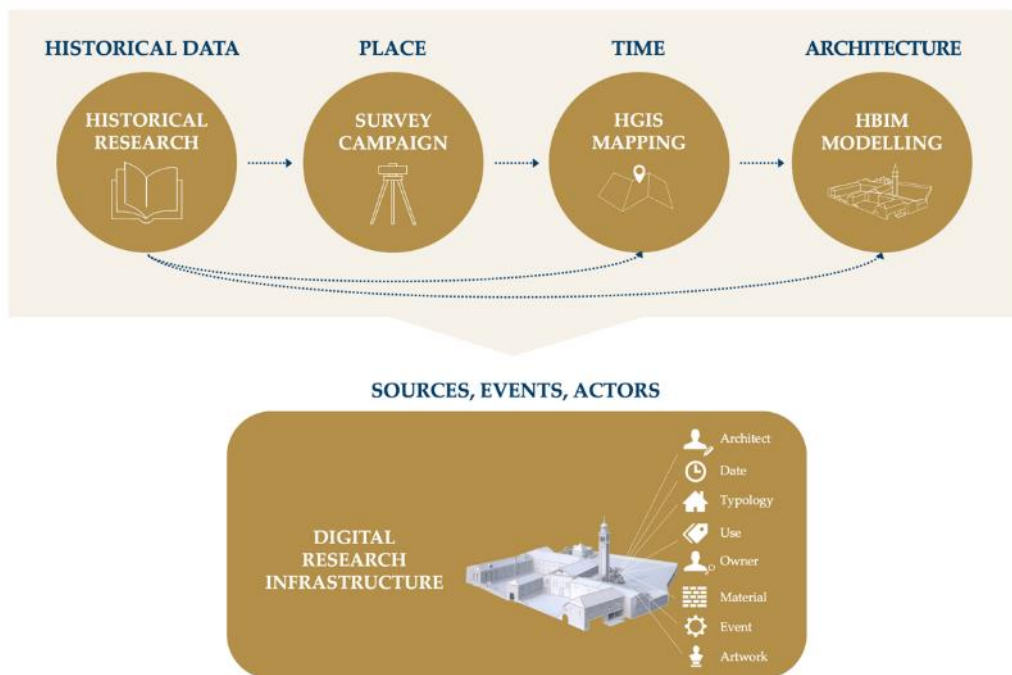 HISTORICAL DATA
PLACE
TIME
ARCHITECTURE
HISTORICAL
RESEARCH
SURVEY
CAMPAIGN
HGIS
MAPPING
HBIM
MODELLING
SOURCES, EVENTS, ACTORS
DIGITAL
RESEARCH
INFRASTRUCTURE
Architect
Date
Typology
Use
Owner
Material
Event
Artwork